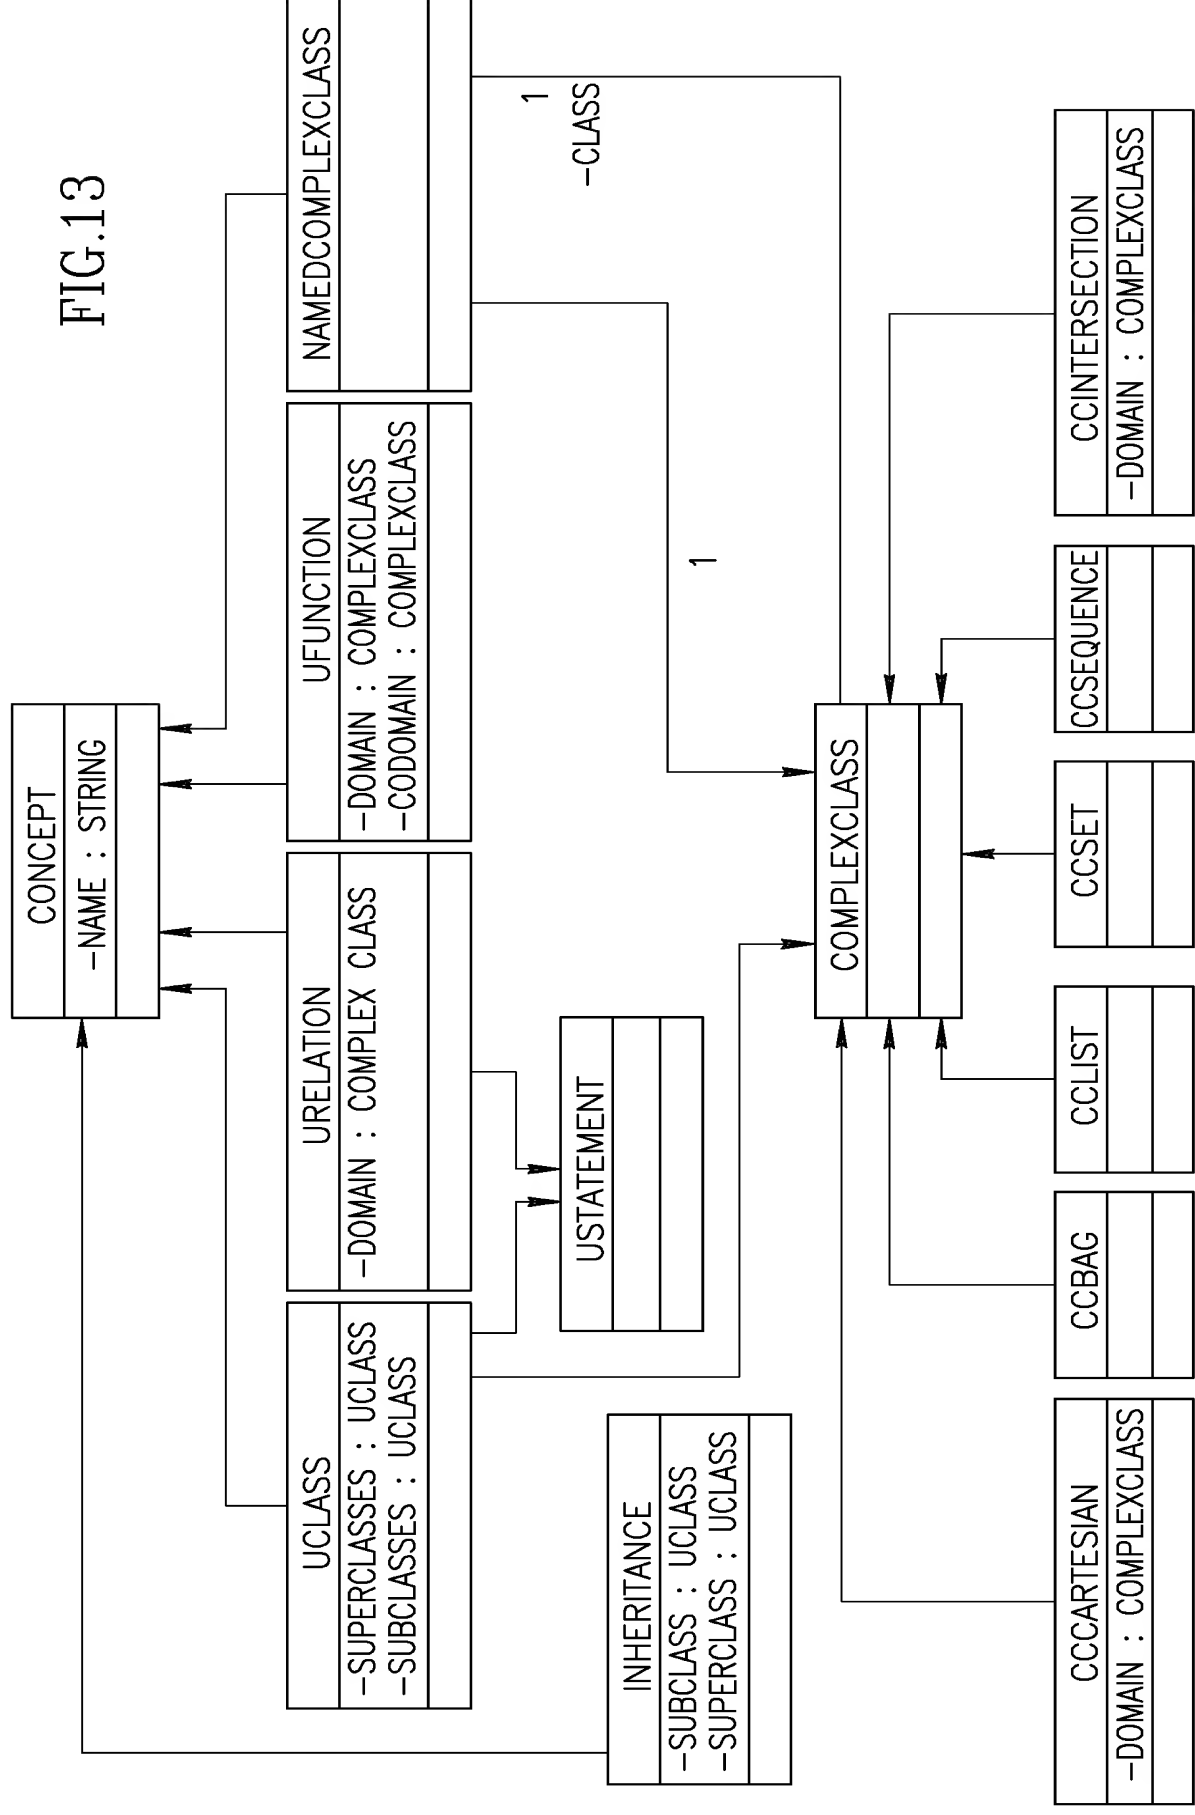 FIG.13
CONCEPT
-NAME : STRING
UCLASS
-SUPERCLASSES : UCLASS
-SUBCLASSES : UCLASS
URELATION
-DOMAIN : COMPLEX CLASS
UFUNCTION
-DOMAIN : COMPLEXCLASS
-CODOMAIN : COMPLEXCLASS
NAMEDCOMPLEXCLASS
1
-CLASS
USTATEMENT
1
INHERITANCE
-SUBCLASS : UCLASS
-SUPERCLASS : UCLASS
COMPLEXCLASS
CCCARTESIAN
-DOMAIN : COMPLEXCLASS
CCBAG
CCLIST
CCSET
CCSEQUENCE
CCINTERSECTION
-DOMAIN : COMPLEXCLASS